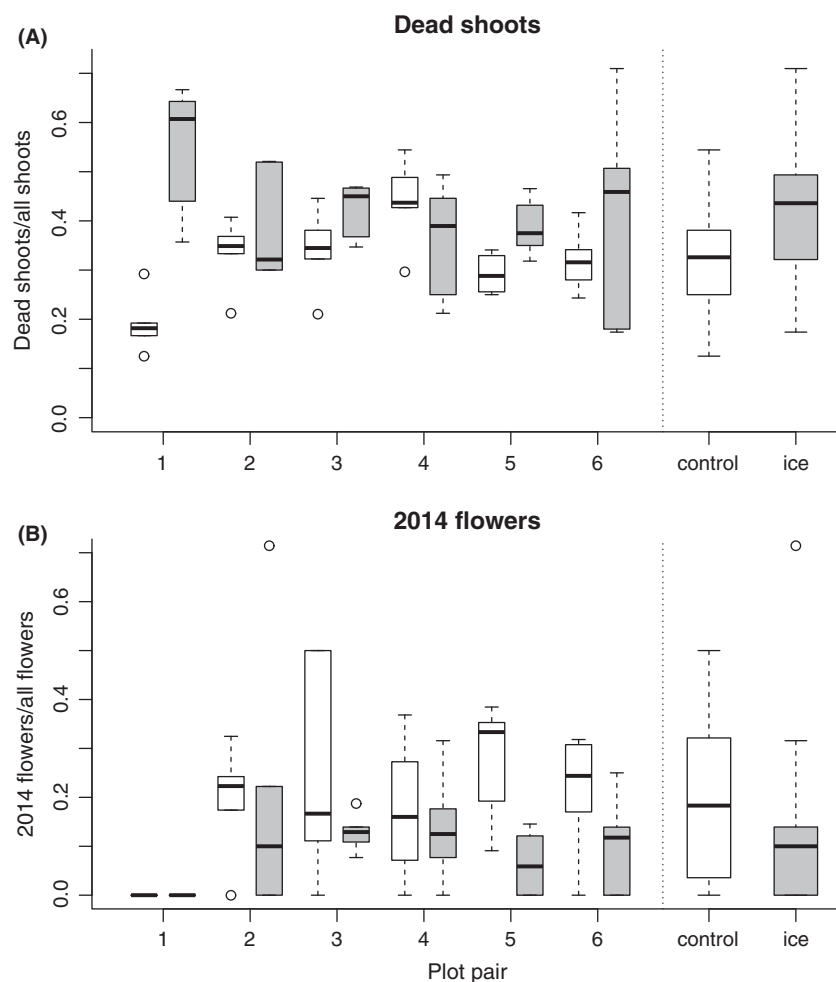 (A)
Dead shoots
Dead shoots/all shoots
0.0
0.2
0.4
0.6
1 2 3 4 5 6 control ice
(B)
2014 flowers
2014 flowers/all flowers
0.0
0.2
0.4
0.6
1 2 3 4 5 6 control ice
Plot pair